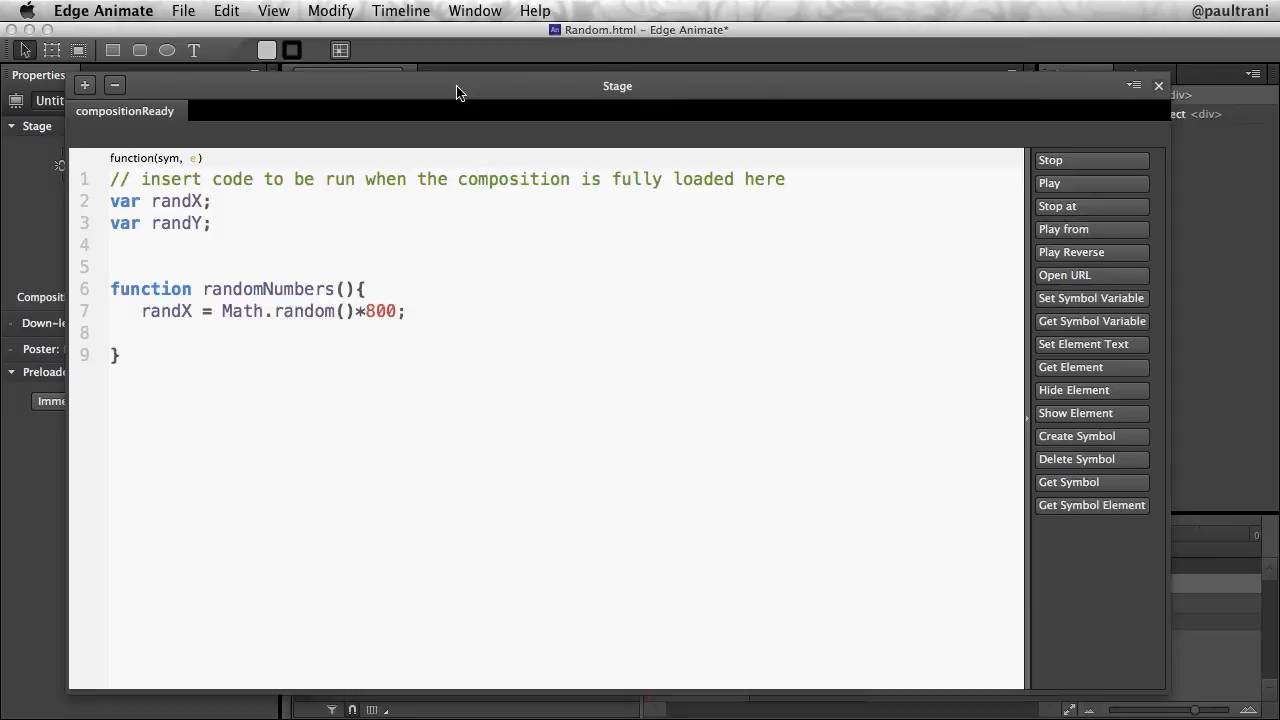 Edge Animate File Edit View Modify Timeline Window Help @paultrani
An Random.html - Edge Animate*
T
Properties
+ − Stage
div>
Untit
compositionReady
ect <div>
Stage
function(sym, e)
1 // insert code to be run when the composition is fully loaded here
2 var randX;
3 var randY;
4
5
6 function randomNumbers(){
7 randX = Math.random()*800;
8
9 }
Stop
Play
Stop at
Play from
Play Reverse
Open URL
Set Symbol Variable
Get Symbol Variable
Set Element Text
Get Element
Hide Element
Show Element
Create Symbol
Delete Symbol
Get Symbol
Get Symbol Element
Composit
Down-le
Poster:
Preloade
Imme
0